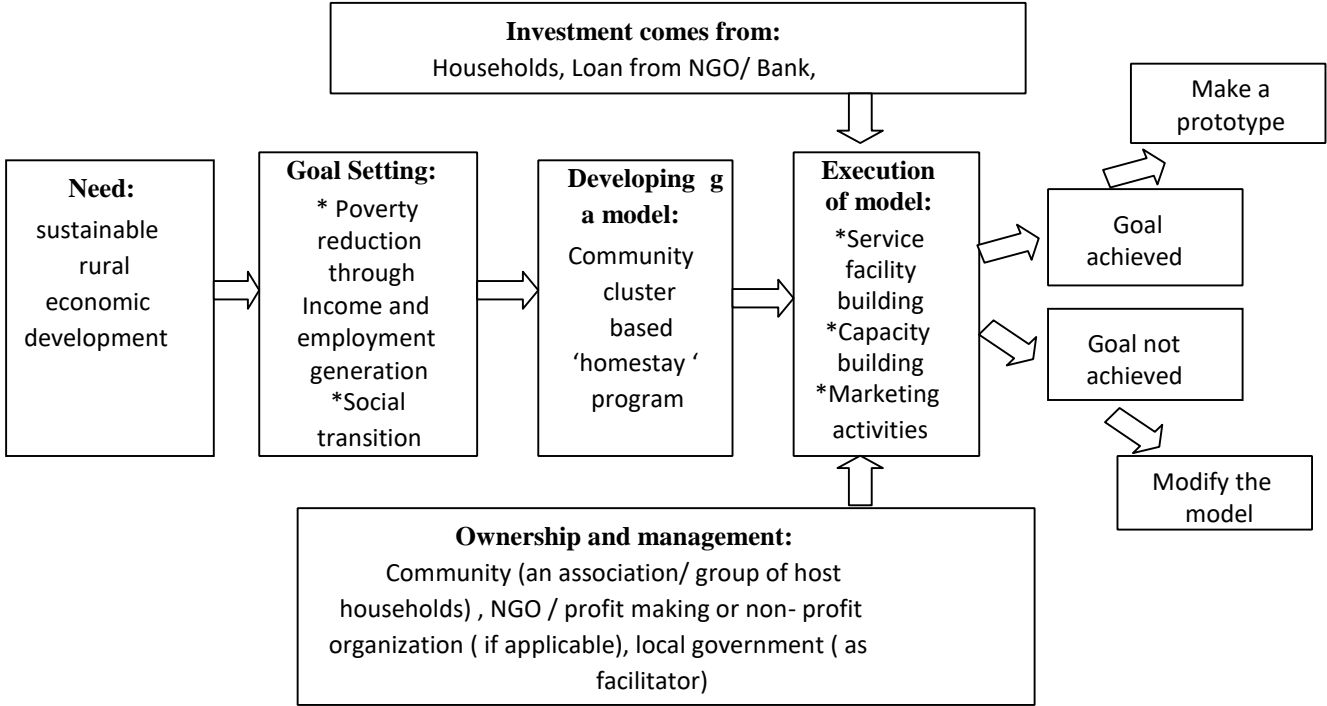 Investment comes from:
Households, Loan from NGO/ Bank,
Need:
sustainable
rural
economic
development
Goal Setting:
* Poverty
reduction
through
Income and
employment
generation
*Social
transition
Developing g
a model:
Community
cluster
based
‘homestay ‘
program
Execution
of model:
*Service
facility
building
*Capacity
building
*Marketing
activities
Make a
prototype
Goal
achieved
Goal not
achieved
Modify the
model
Ownership and management:
Community (an association/ group of host
households) , NGO / profit making or non- profit
organization ( if applicable), local government ( as
facilitator)